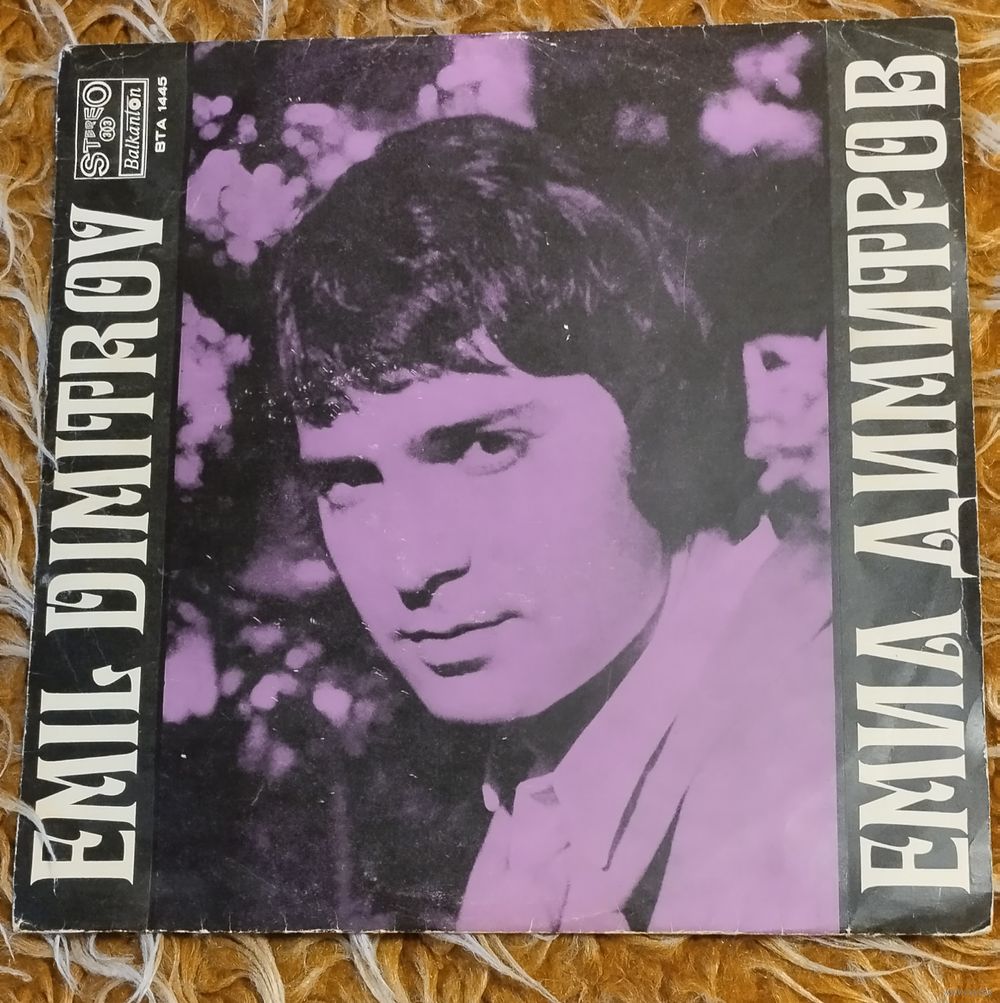 STEREO
33
Balkanton
BTA 1445
EMIL DIMITROV
ЕМИЛ ДИМИТРОВ